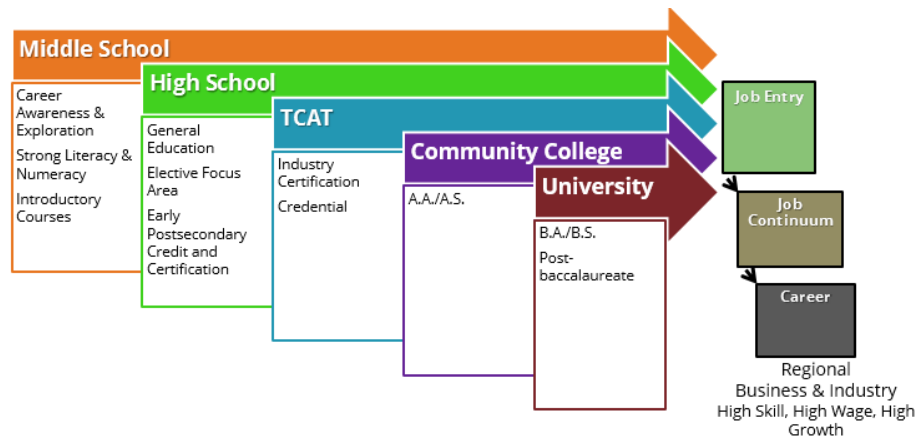 Middle School
Career
Awareness &
Exploration
Strong Literacy &
Numeracy
Introductory
Courses
High School
General
Education
Elective Focus
Area
Early
Postsecondary
Credit and
Certification
TCAT
Industry
Certification
Credential
Community College
A.A./A.S.
University
B.A./B.S.
Post-
baccalaureate
Job Entry
Job
Continuum
Career
Regional
Business & Industry
High Skill, High Wage, High
Growth